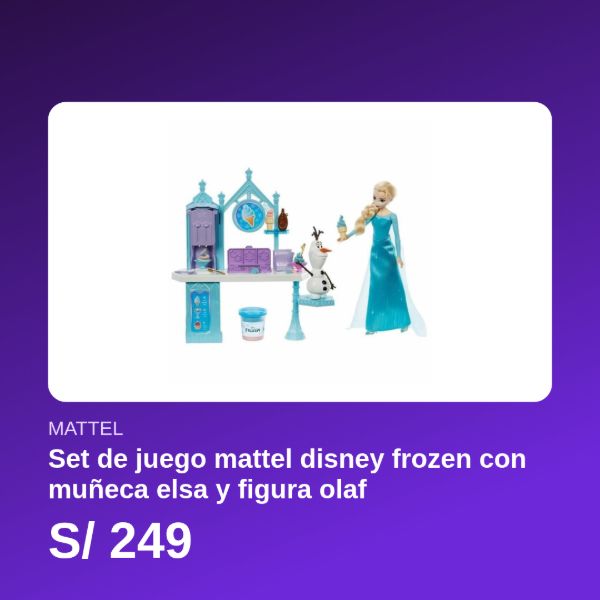 MATTEL
Set de juego mattel disney frozen con
muñeca elsa y figura olaf
S/ 249